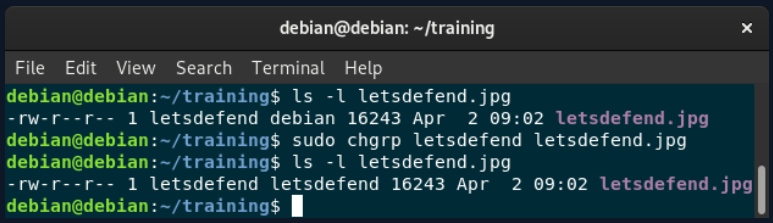 debian@debian: ~/training ×
File Edit View Search Terminal Help
debian@debian:~/training$ ls -l letsdefend.jpg
-rw-r--r-- 1 letsdefend debian 16243 Apr  2 09:02 letsdefend.jpg
debian@debian:~/training$ sudo chgrp letsdefend letsdefend.jpg
debian@debian:~/training$ ls -l letsdefend.jpg
-rw-r--r-- 1 letsdefend letsdefend 16243 Apr  2 09:02 letsdefend.jpg
debian@debian:~/training$